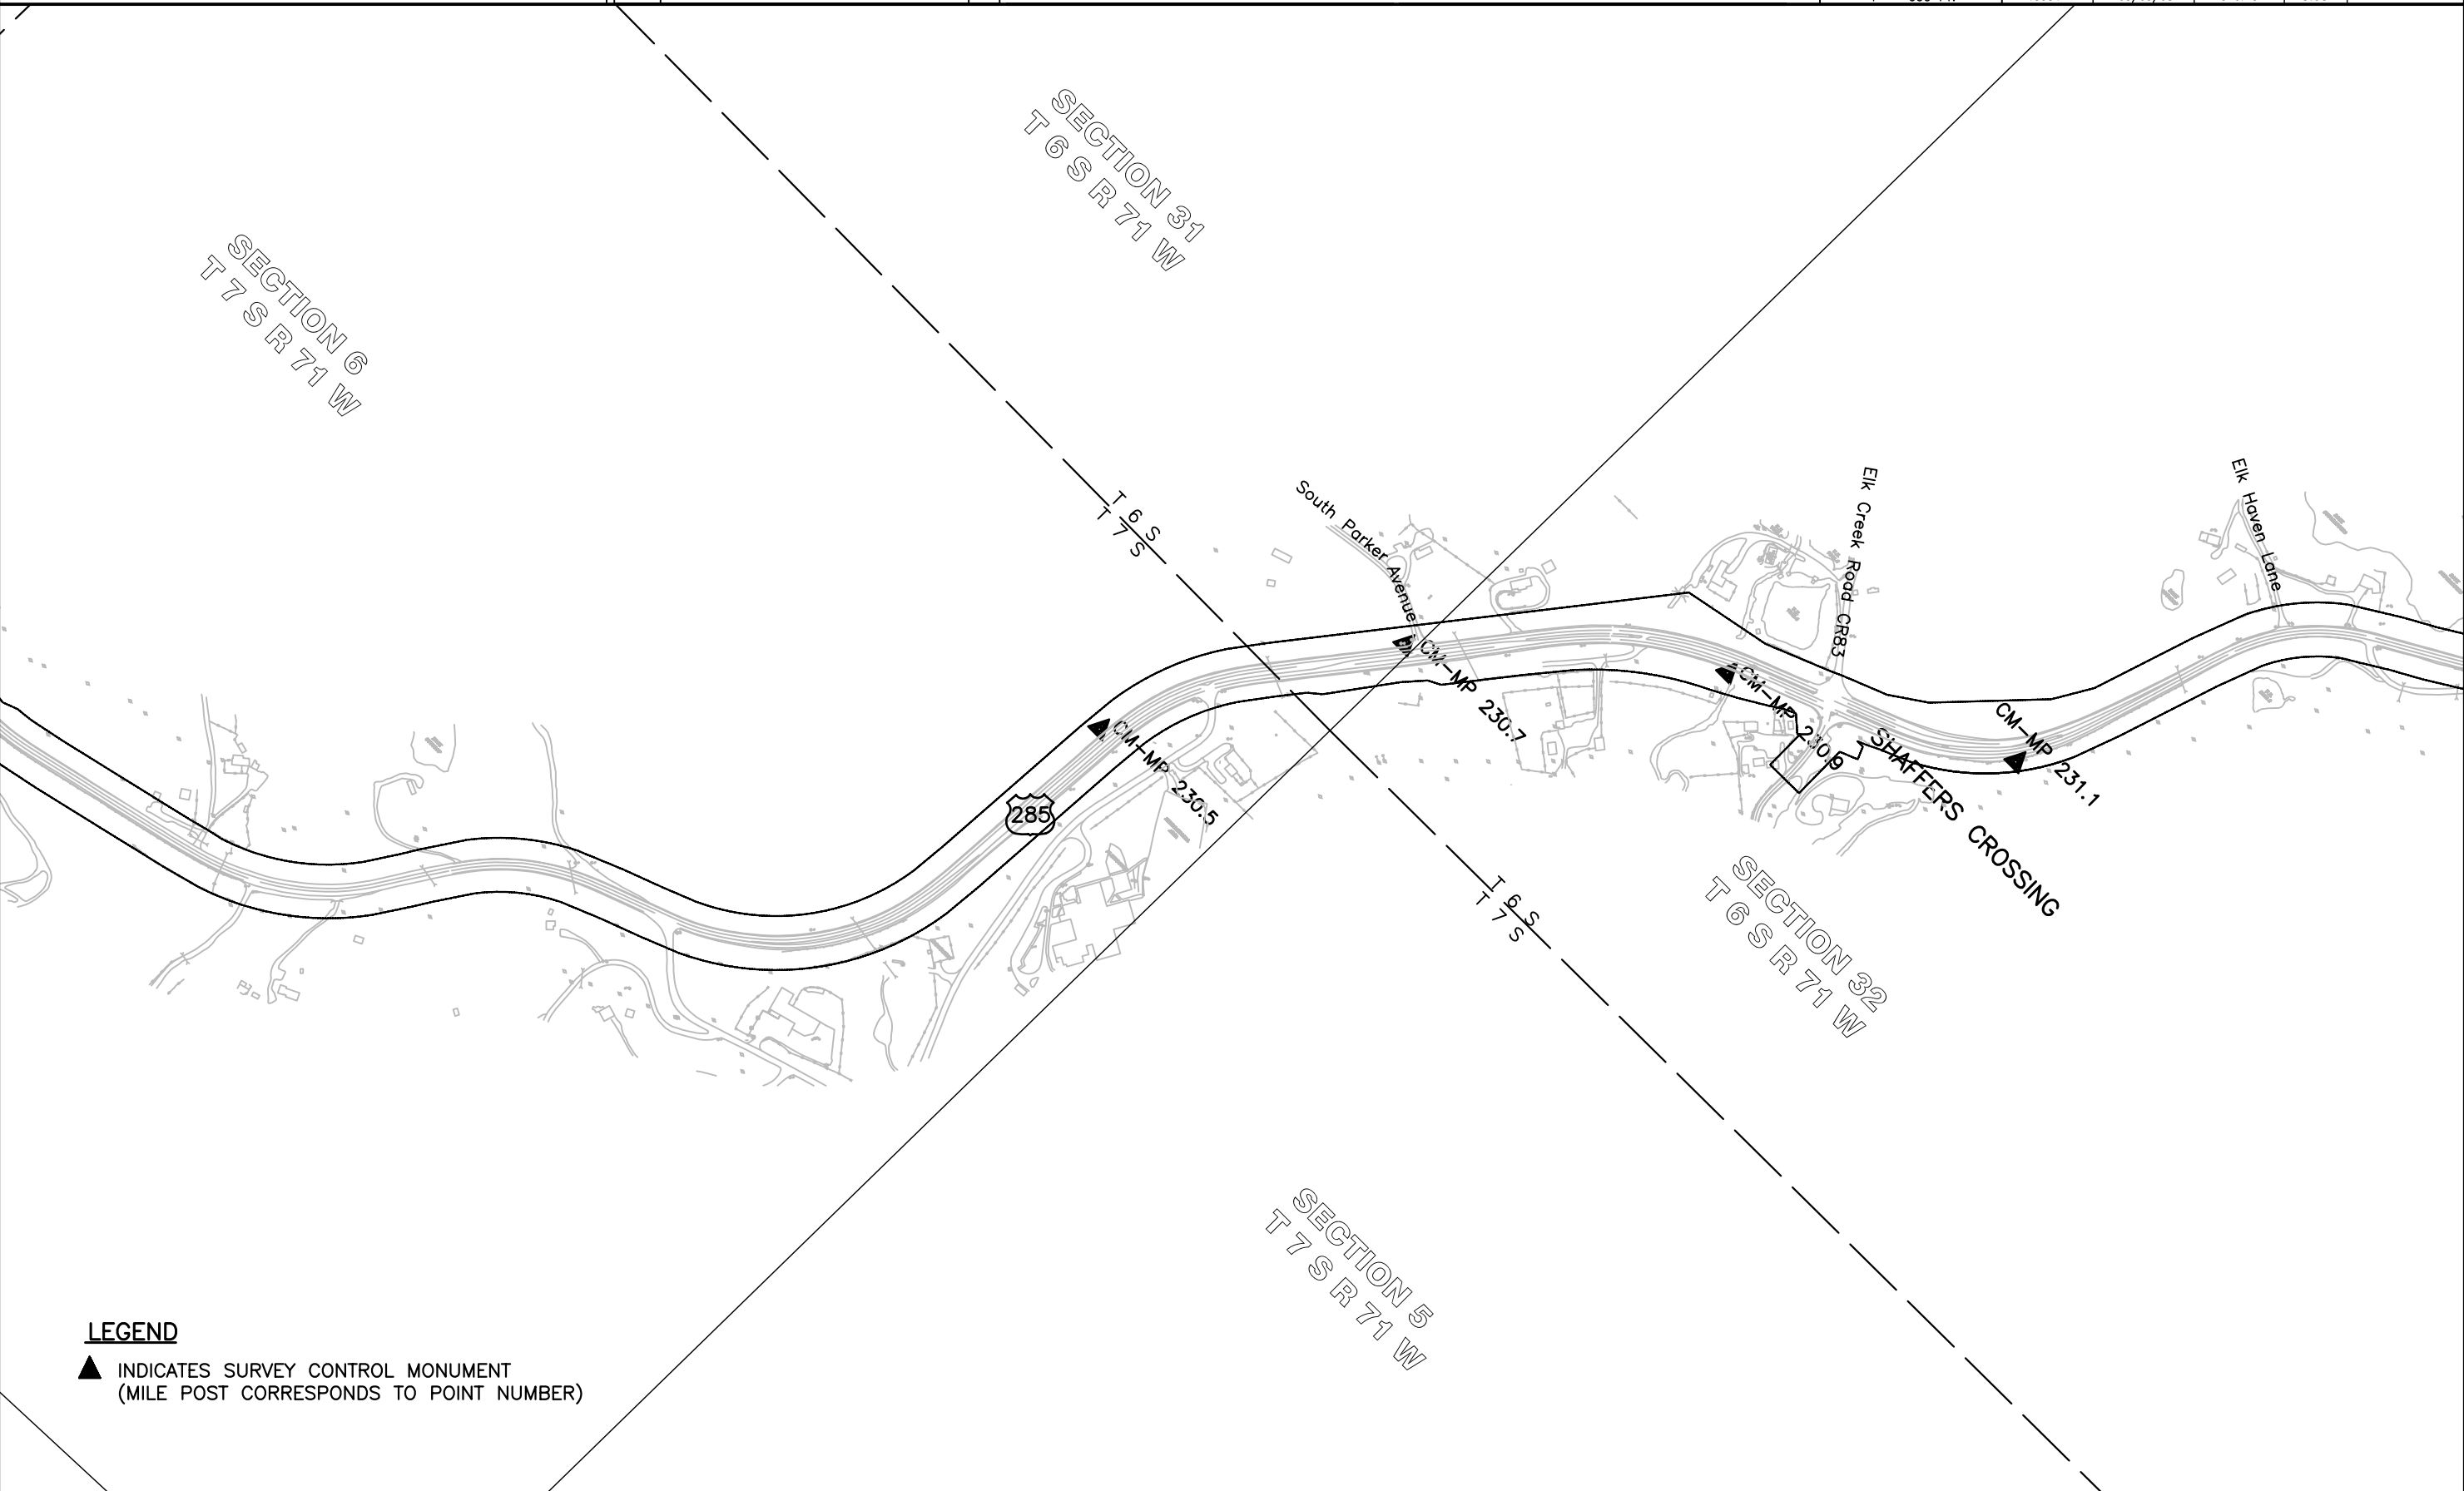 SECTION 31
T 6 S R 71 W
SECTION 6
T 7 S R 71 W
T 6 S
T 7 S
South Parker Avenue
Elk Creek Road CR83
Elk Haven Lane
CM-MP 230.7
CM-MP 230.9
CM-MP 231.1
CM-MP 230.5
SHAFFERS CROSSING
285
T 6 S
T 7 S
SECTION 32
T 6 S R 71 W
SECTION 5
T 7 S R 71 W
LEGEND
INDICATES SURVEY CONTROL MONUMENT
(MILE POST CORRESPONDS TO POINT NUMBER)